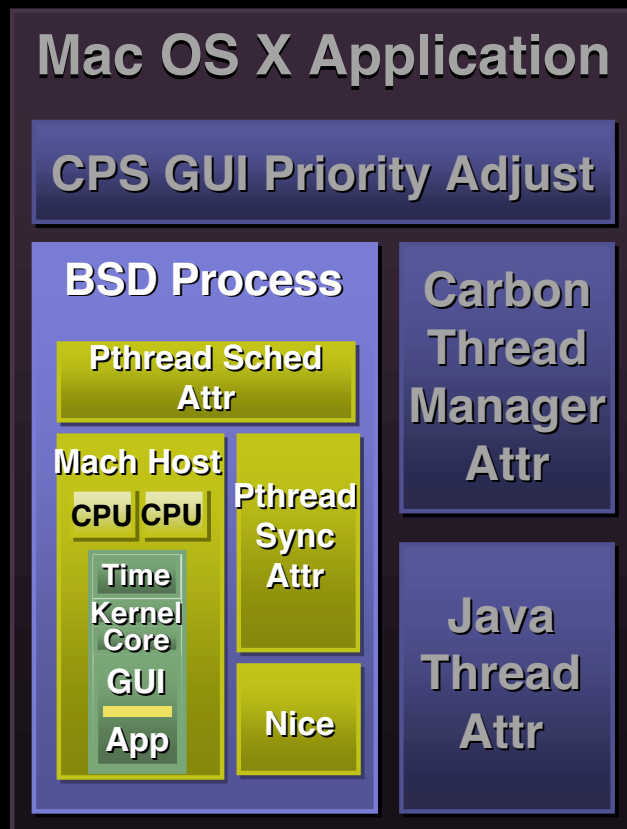 Mac OS X Application
CPS GUI Priority Adjust
BSD Process
Pthread Sched
Attr
Mach Host
CPU CPU
Time
Kernel
Core
GUI
App
Pthread
Sync
Attr
Nice
Carbon
Thread
Manager
Attr
Java
Thread
Attr